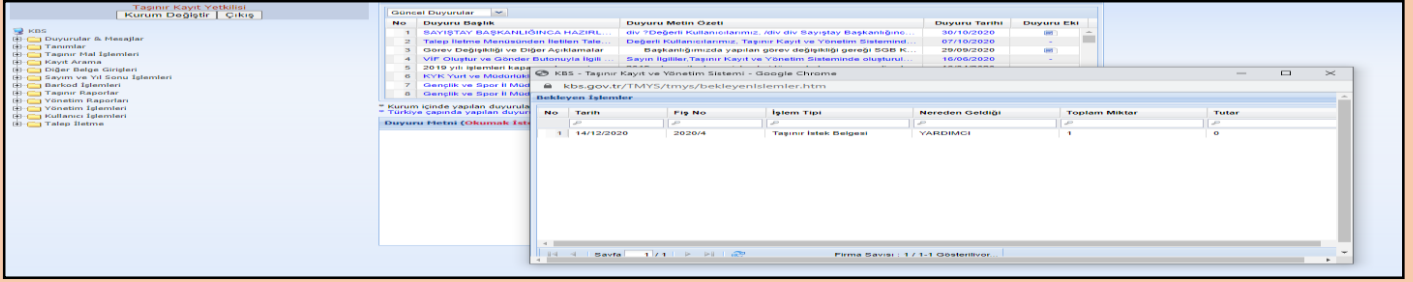 Taşınır Kayıt Yetkilisi
Kurum Değiştir | Çıkış
KBS
Duyurular & Mesajlar
Tanımlar
Taşınır Mal İşlemleri
Kayıt Arama
Diğer Belge Girişleri
Sayım ve Yıl Sonu İşlemleri
Barkod İşlemleri
Taşınır Raporlar
Yönetim Raporları
Yönetim İşlemleri
Kullanıcı İşlemleri
Talep İletme
Güncel Duyurular
No Duyuru Başlık Duyuru Metin Özeti Duyuru Tarihi Duyuru Eki
1 SAYIŞTAY BAŞKANLIĞINCA HAZIRL... div ?Değerli Kullanıcılarımız, /div div Sayıştay Başkanlığınc... 30/10/2020
2 Talep İletme Menüsünden İletilen Tale... Değerli Kullanıcılarımız, Taşınır Kayıt ve Yönetim Sisteminд... 07/10/2020 -
3 Görev Değişikliği ve Diğer Açıklamalar Başkanlığımızda yapılan görev değişikliği gereği SGB K... 29/09/2020
4 VİF Oluştur ve Gönder Butonuyla İlgili ... Sayın İlgililer,Taşınır Kayıt ve Yönetim Sisteminde oluşturul... 16/06/2020 -
5 2019 yılı işlemleri kapa
6 KYK Yurt ve Müdürlük
7 Gençlik ve Spor İl Müd
8 Gençlik ve Spor İl Müd
* Kurum içinde yapılan duyurula
* Türkiye çapında yapılan duyur
Duyuru Metni (Okumak İste
KBS - Taşınır Kayıt ve Yönetim Sistemi - Google Chrome
kbs.gov.tr/TMYS/tmys/bekleyenislemler.htm
Bekleyen İşlemler
No Tarih Fiş No İşlem Tipi Nereden Geldiği Toplam Miktar Tutar
1 14/12/2020 2020/4 Taşınır İstek Belgesi YARDIMCI 1 0
Sayfa 1 / 1 Firma Sayısı : 1 / 1-1 Gösteriliyor...